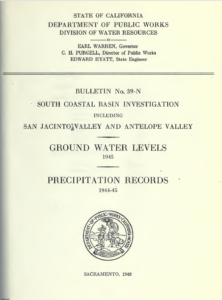 STATE OF CALIFORNIA
DEPARTMENT OF PUBLIC WORKS
DIVISION OF WATER RESOURCES
EARL WARREN, Governor
C. H. PURCELL, Director of Public Works
EDWARD HYATT, State Engineer
BULLETIN No. 39-N
SOUTH COASTAL BASIN INVESTIGATION
INCLUDING
SAN JACINTO VALLEY AND ANTELOPE VALLEY
GROUND WATER LEVELS
1945
PRECIPITATION RECORDS
1944-45
SACRAMENTO, 1946